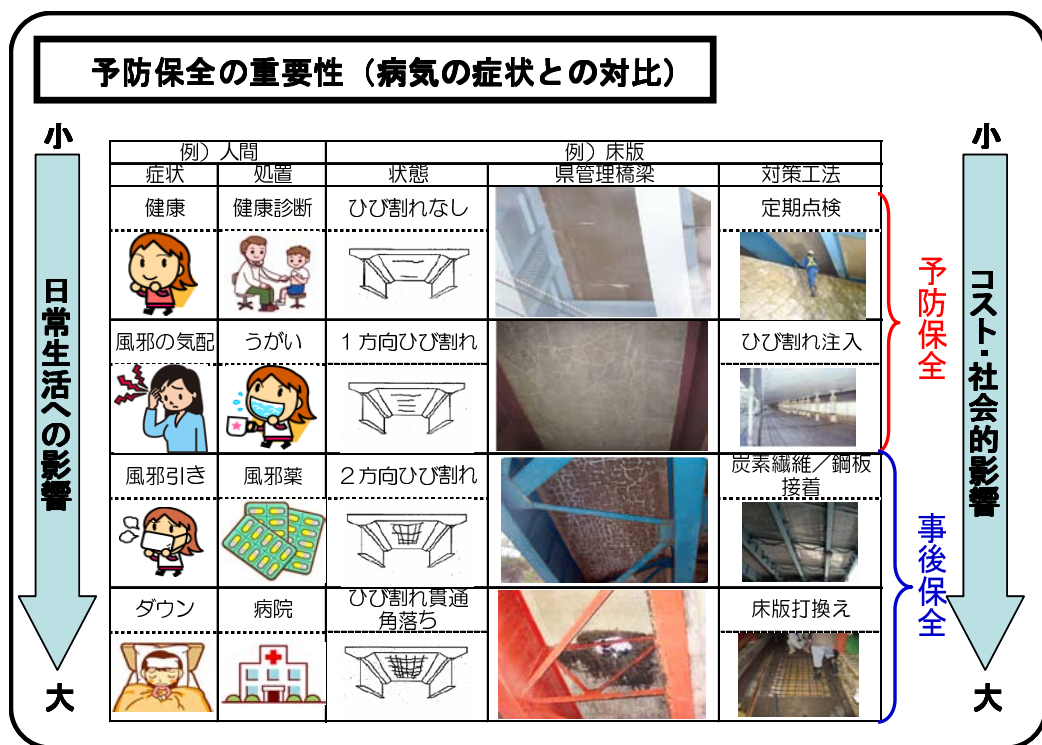 予防保全の重要性（病気の症状との対比）
小
小
例）人間 例）床版
症状 処置 状態 県管理橋梁 対策工法
健康 健康診断 ひび割れなし 定期点検
風邪の気配 うがい 1方向ひび割れ ひび割れ注入
風邪引き 風邪薬 2方向ひび割れ 炭素繊維／鋼板
接着
ダウン 病院 ひび割れ貫通
角落ち 床版打換え
日常生活への影響
予防保全
事後保全
コスト・社会的影響
大
大